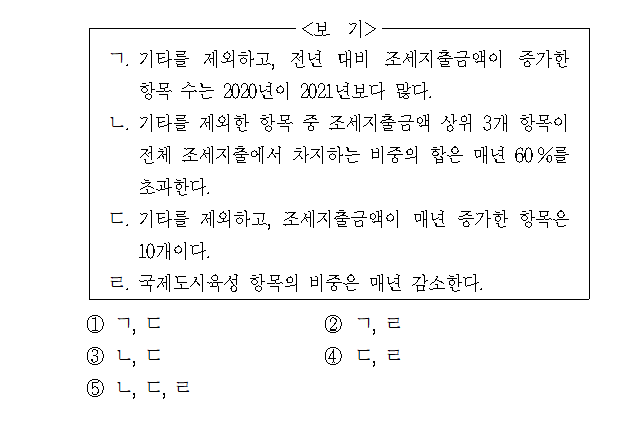 <보 기>
ㄱ. 기타를 제외하고, 전년 대비 조세지출금액이 증가한
항목 수는 2020년이 2021년보다 많다.
ㄴ. 기타를 제외한 항목 중 조세지출금액 상위 3개 항목이
전체 조세지출에서 차지하는 비중의 합은 매년 60%를
초과한다.
ㄷ. 기타를 제외하고, 조세지출금액이 매년 증가한 항목은
10개이다.
ㄹ. 국제도시육성 항목의 비중은 매년 감소한다.
① ㄱ, ㄷ ② ㄱ, ㄹ
③ ㄴ, ㄷ ④ ㄷ, ㄹ
⑤ ㄴ, ㄷ, ㄹ